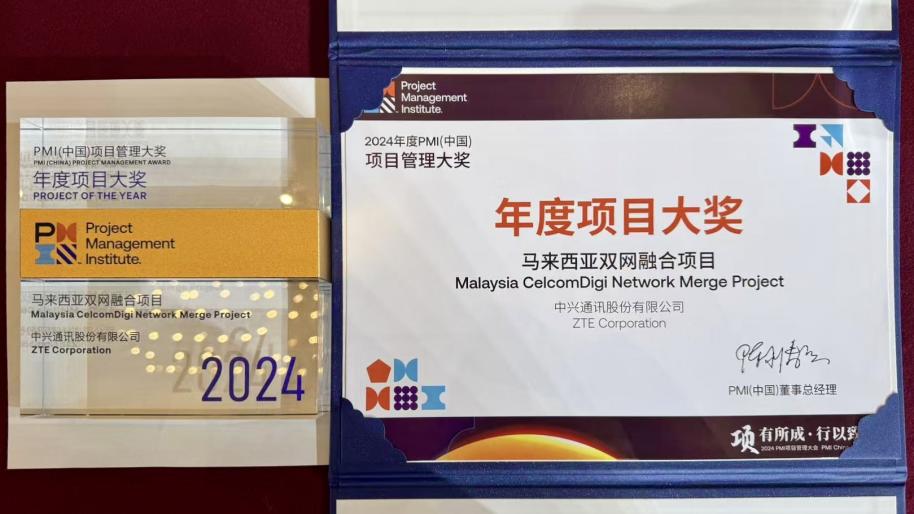 PMI(中国)项目管理大奖
PMI (CHINA) PROJECT MANAGEMENT AWARD
年度项目大奖
PROJECT OF THE YEAR
Project
Management
Institute.
马来西亚双网融合项目
Malaysia CelcomDigi Network Merge Project
中兴通讯股份有限公司
ZTE Corporation
2024
Project
Management
Institute.
2024年度PMI(中国)
项目管理大奖
年度项目大奖
马来西亚双网融合项目
Malaysia CelcomDigi Network Merge Project
中兴通讯股份有限公司
ZTE Corporation
PMI(中国)董事总经理
项有所成·行以致
2024 PMI项目管理大会 PMI China